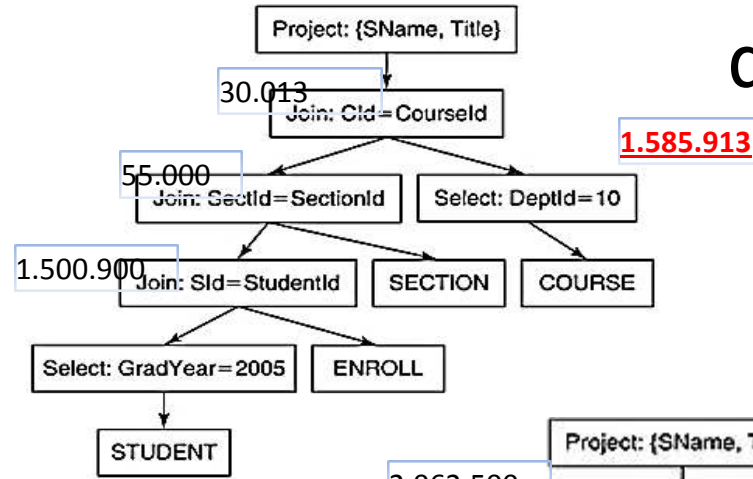 Project: {SName, Title}
30.013
Join: CId=CourseId
1.585.913
55.000
Join: SectId=SectionId
Select: DeptId=10
1.500.900
Join: SId=StudentId
SECTION
COURSE
Select: GradYear=2005
ENROLL
STUDENT
Project: {SName,